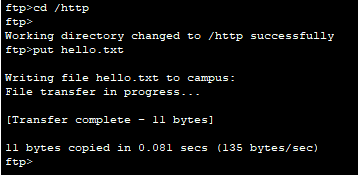 ftp>cd /http
ftp>
Working directory changed to /http successfully
ftp>put hello.txt
Writing file hello.txt to campus:
File transfer in progress...
[Transfer complete - 11 bytes]
11 bytes copied in 0.081 secs (135 bytes/sec)
ftp>